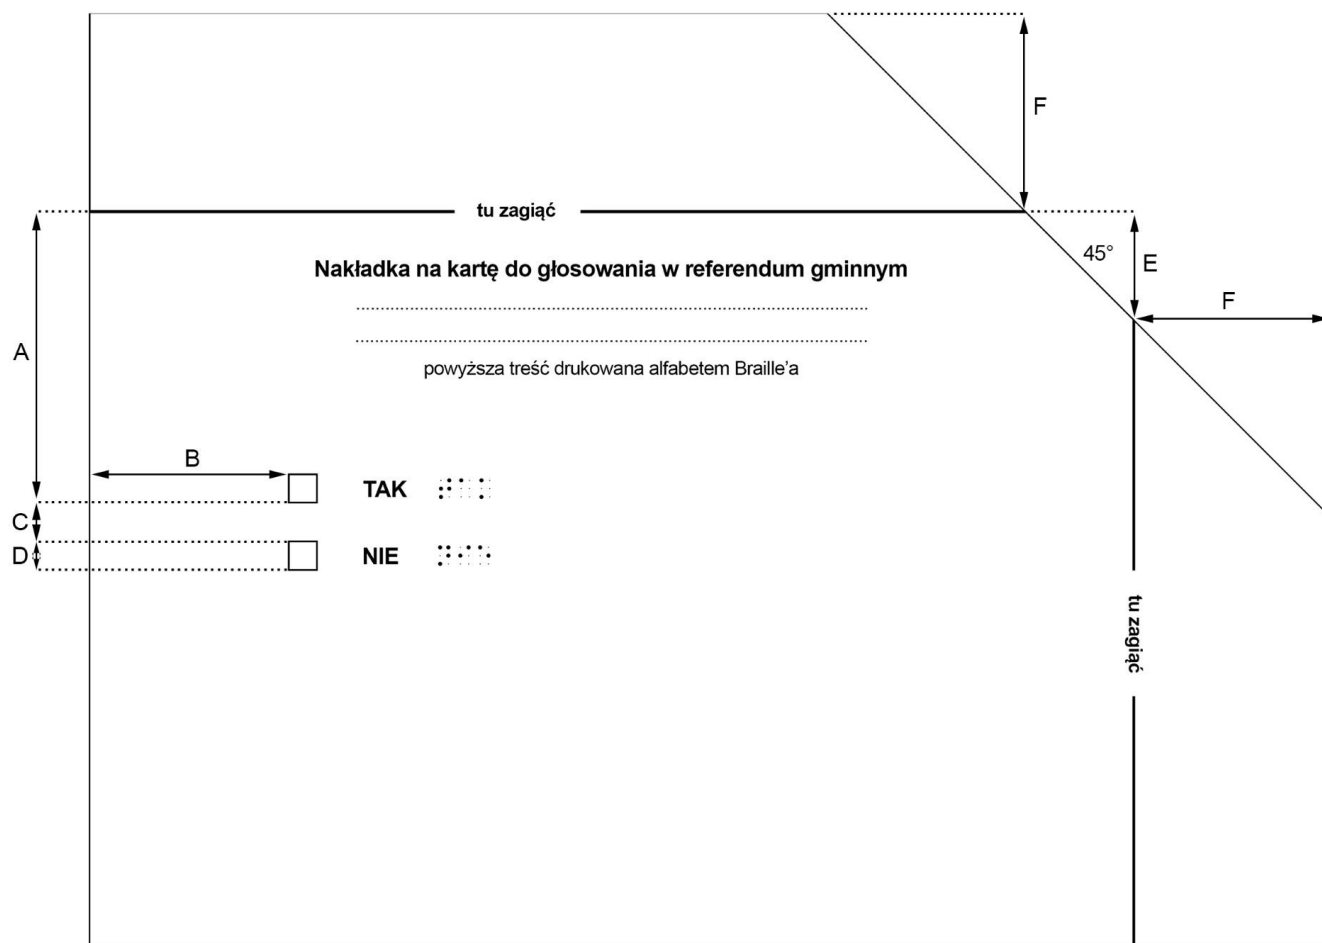 F
tu zagiąć
45°
E
Nakładka na kartę do głosowania w referendum gminnym
F
A
powyższa treść drukowana alfabetem Braille’a
B
TAK ⠞⠁⠅
C
NIE ⠝⠊⠑
D
tu zagiąć